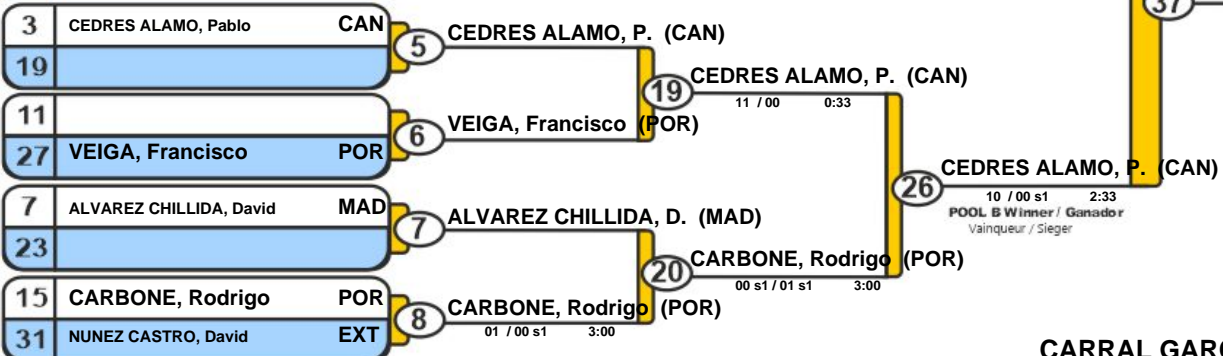 37
3 CEDRES ALAMO, Pablo CAN
19
5 CEDRES ALAMO, P. (CAN)
19 CEDRES ALAMO, P. (CAN)
11 / 00 0:33
11
27 VEIGA, Francisco POR
6 VEIGA, Francisco (POR)
26 CEDRES ALAMO, P. (CAN)
10 / 00 s1 2:33
POOL B Winner / Ganador
Vainqueur / Sieger
7 ALVAREZ CHILLIDA, David MAD
23
7 ALVAREZ CHILLIDA, D. (MAD)
20 CARBONE, Rodrigo (POR)
00 s1 / 01 s1 3:00
15 CARBONE, Rodrigo POR
31 NUNEZ CASTRO, David EXT
8 CARBONE, Rodrigo (POR)
01 / 00 s1 3:00
CARRAL